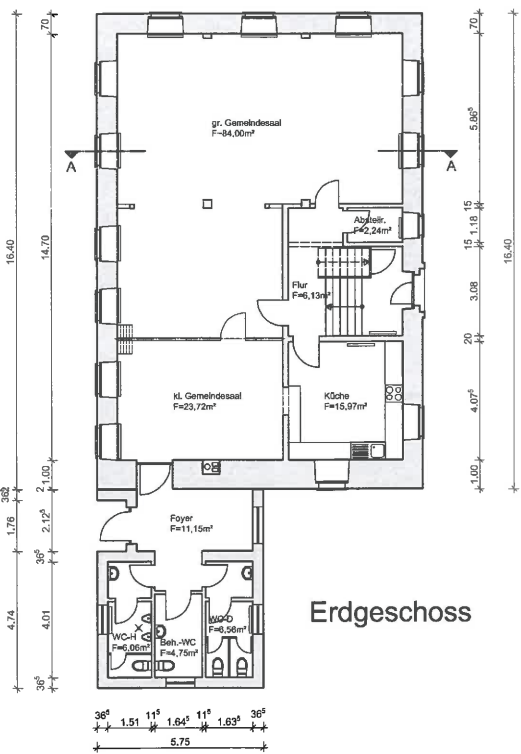 70
70
gr. Gemeindesaal
F~84,00m²
5.86⁵
A
A
16.40
14.70
16.40
15
Abstellr.
F=2,24m²
1.18
15
Flur
F=6,13m²
3.08
20
kl. Gemeindesaal
F=23,72m²
Küche
F=15,97m²
4.07⁵
1.00
1.00
2
36²
1.76
2.12⁵
Foyer
F=11,15m²
36⁵
4.74
4.01
WC-H
F=6,06m²
Beh.-WC
F=4,75m²
WC-D
F=6,56m²
Erdgeschoss
36⁵
36⁵
1.51
11⁵
1.64⁵
11⁵
1.63⁵
36⁵
5.75